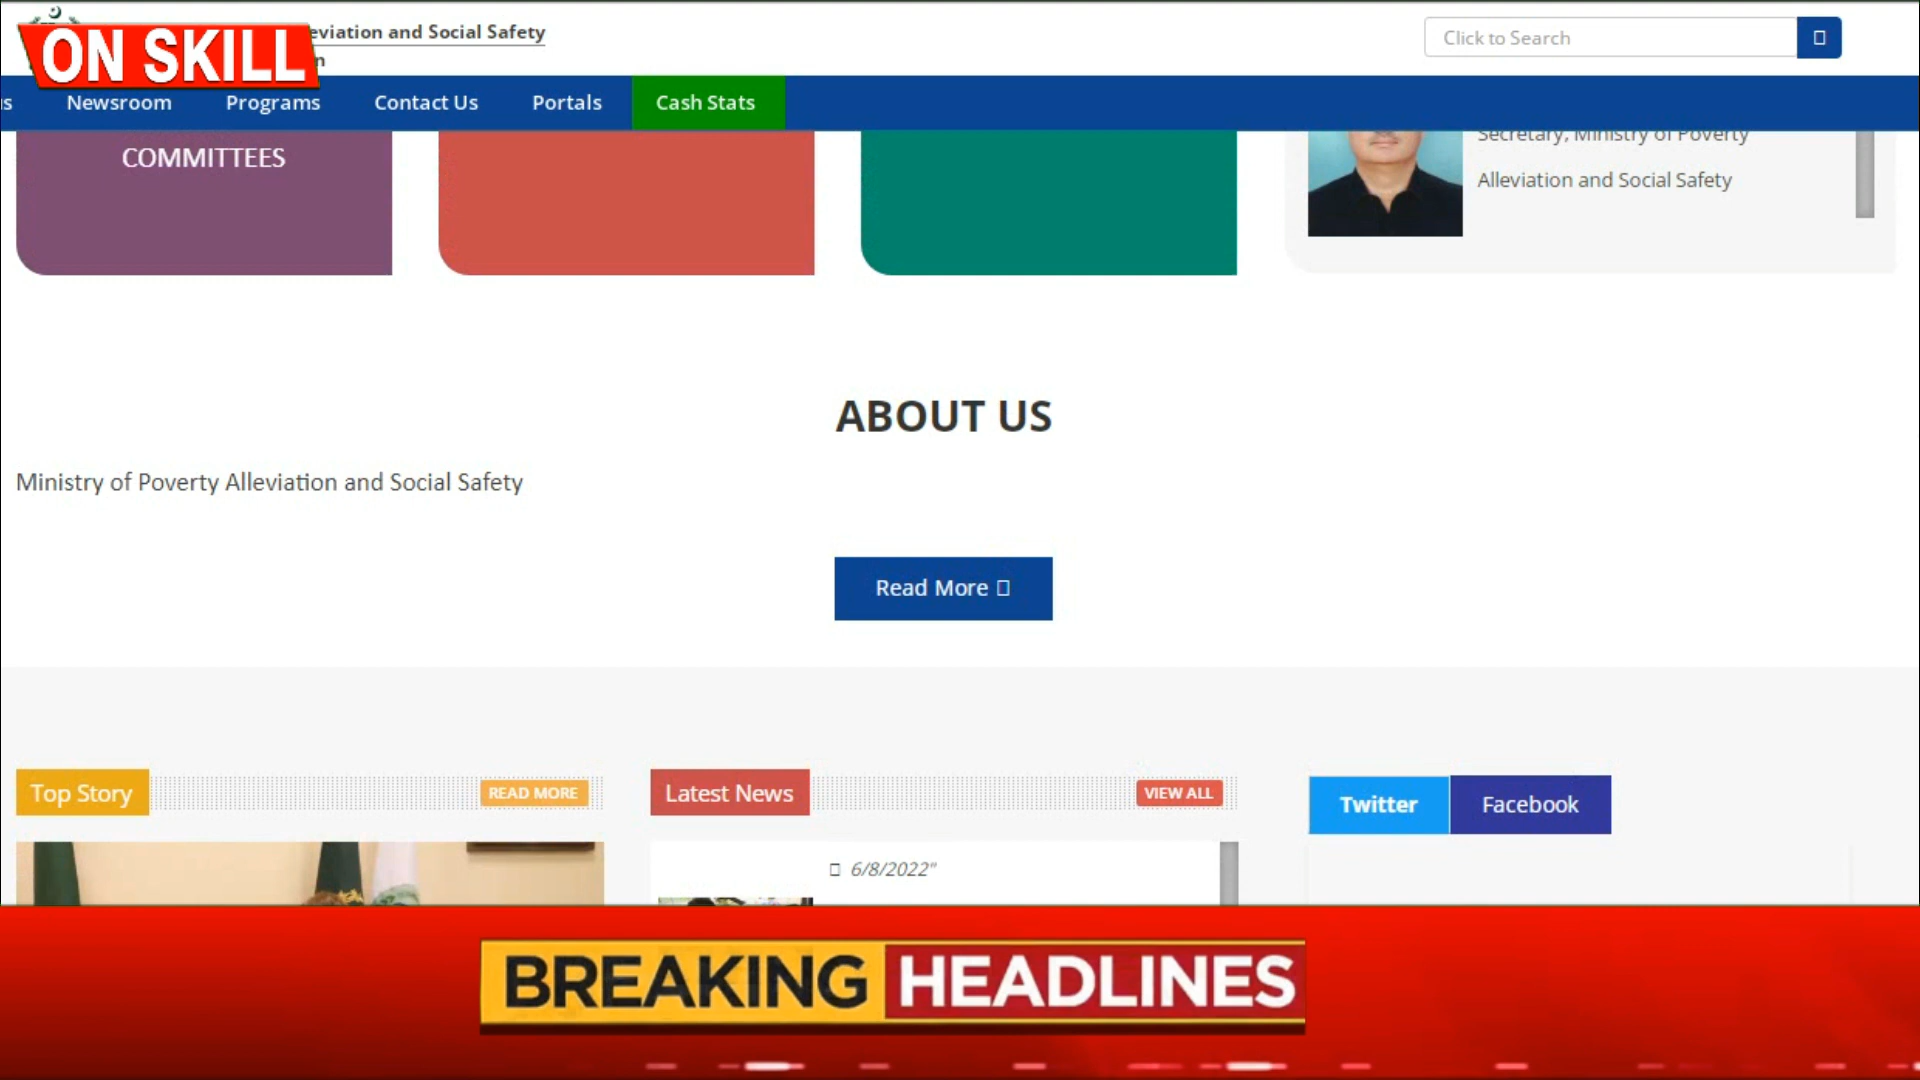 ON SKILL
eviation and Social Safety
n
Click to Search
s
Newsroom
Programs
Contact Us
Portals
Cash Stats
COMMITTEES
Secretary, Ministry of Poverty
Alleviation and Social Safety
ABOUT US
Ministry of Poverty Alleviation and Social Safety
Read More
Top Story
READ MORE
Latest News
VIEW ALL
Twitter
Facebook
6/8/2022"
BREAKING HEADLINES